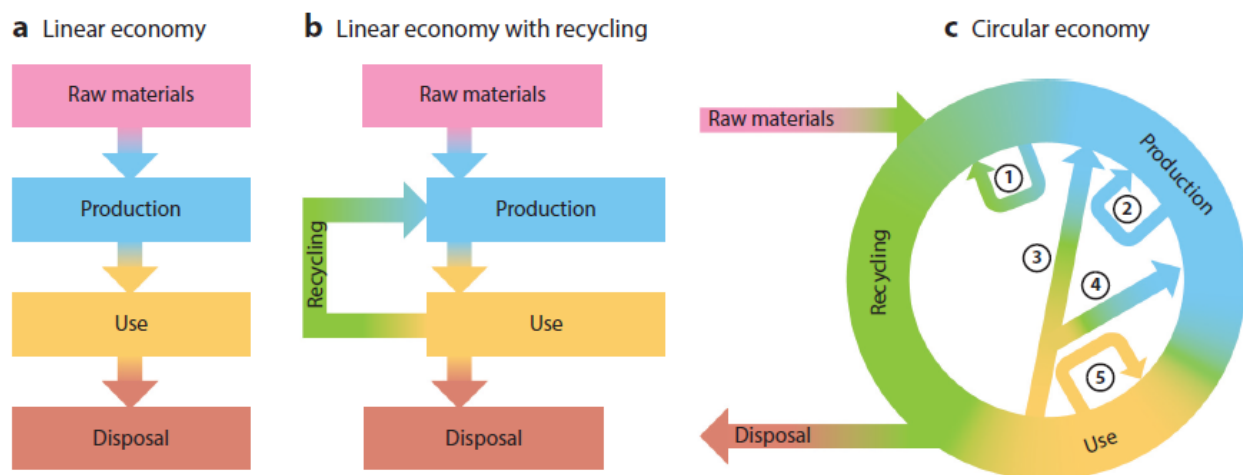 a Linear economy
Raw materials
Production
Use
Disposal
b Linear economy with recycling
Raw materials
Production
Recycling
Use
Disposal
c Circular economy
Raw materials
Production
Recycling
Use
Disposal
1
2
3
4
5